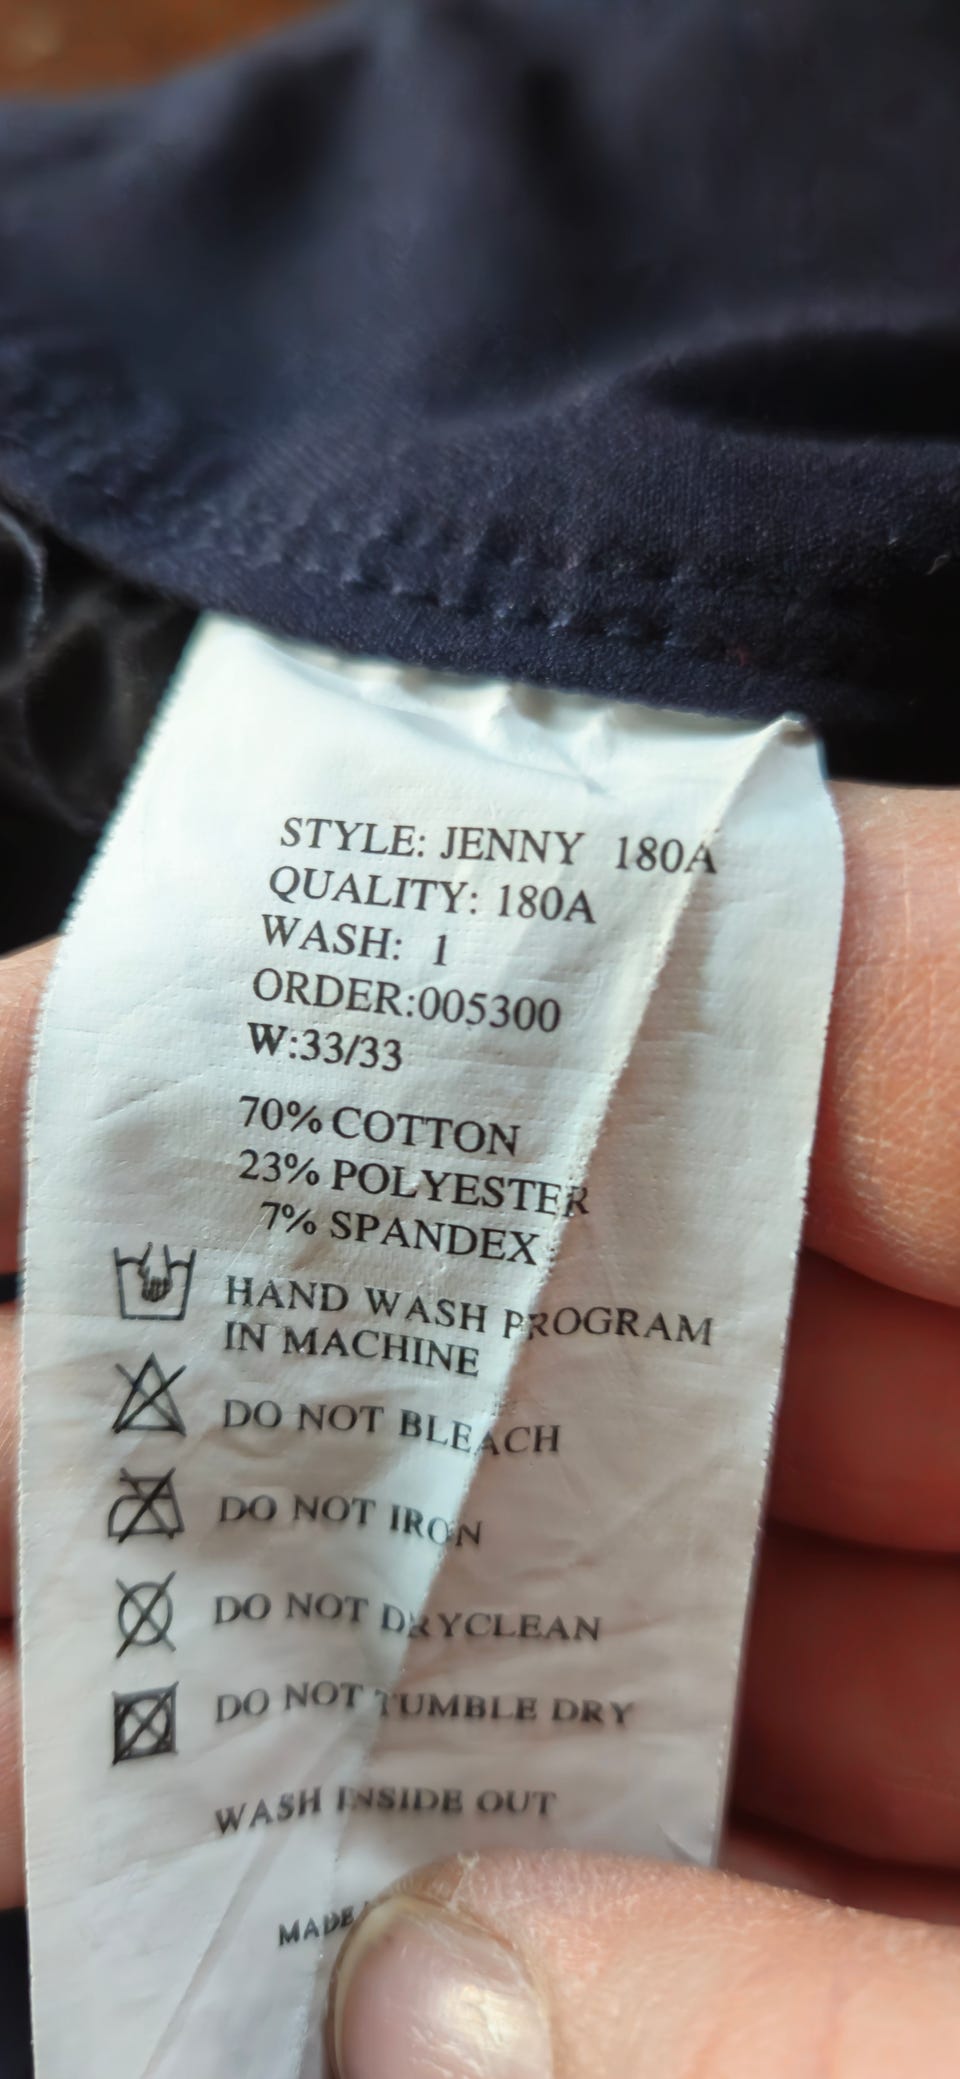 STYLE: JENNY 180A
QUALITY: 180A
WASH: 1
ORDER:005300
W:33/33
70% COTTON
23% POLYESTER
7% SPANDEX
HAND WASH PROGRAM
IN MACHINE
DO NOT BLEACH
DO NOT IRON
DO NOT DRYCLEAN
DO NOT TUMBLE DRY
WASH INSIDE OUT
MADE